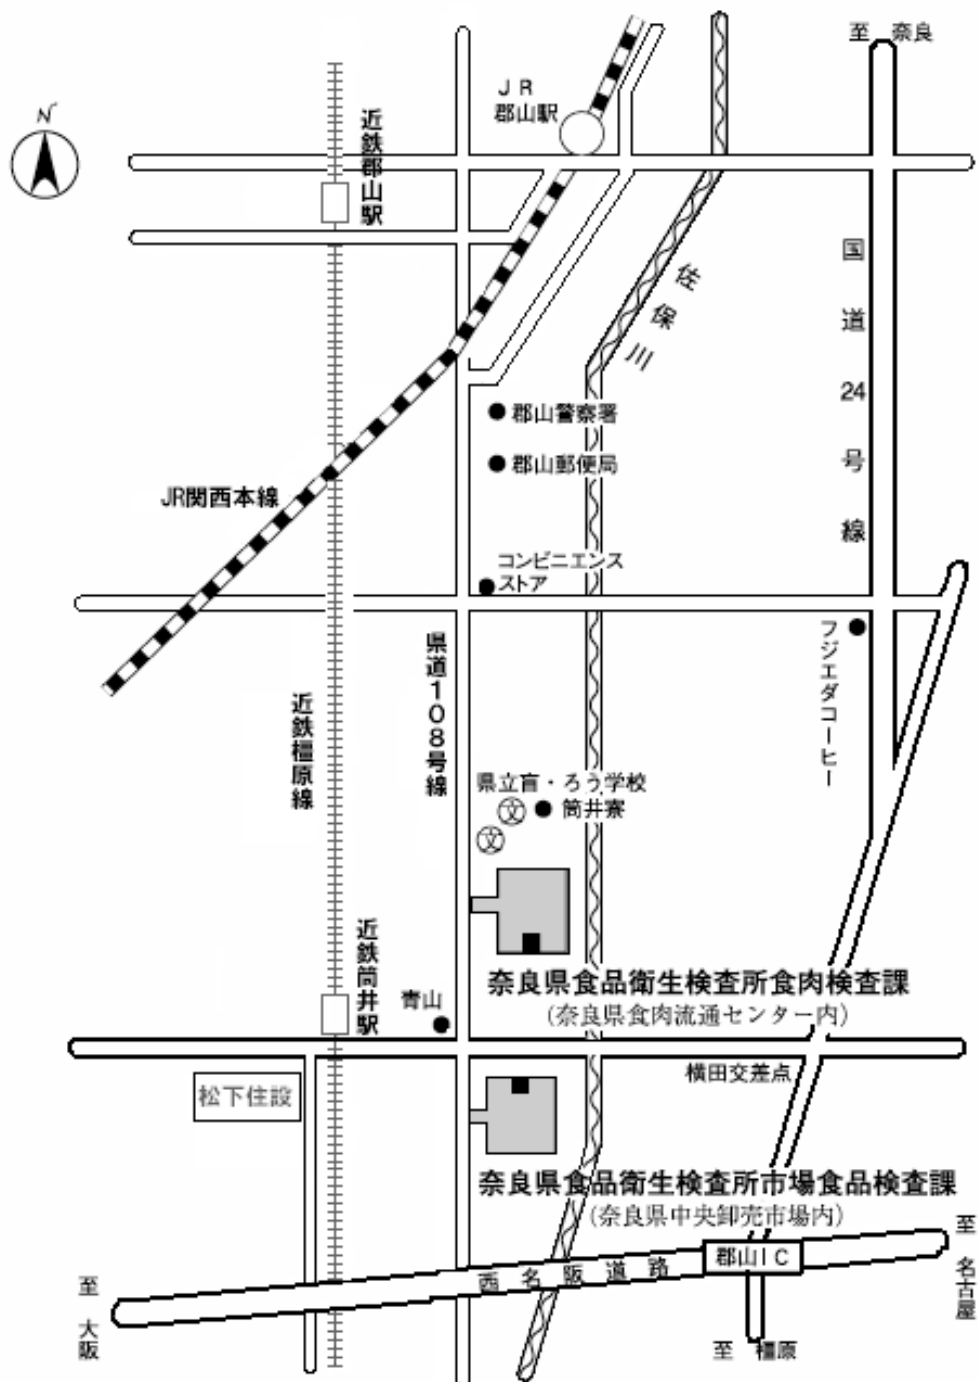 至 奈良
N
JR
郡山駅
近鉄郡山駅
国道24号線
佐保川
郡山警察署
郡山郵便局
JR関西本線
コンビニエンス
ストア
フジエダコーヒー
県道108号線
近鉄橿原線
県立盲・ろう学校
文
筒井寮
文
近鉄筒井駅
青山
奈良県食品衛生検査所食肉検査課
(奈良県食肉流通センター内)
横田交差点
松下住設
奈良県食品衛生検査所市場食品検査課
(奈良県中央卸売市場内)
至 名古屋
郡山IC
西名阪道路
至 大阪
至 橿原